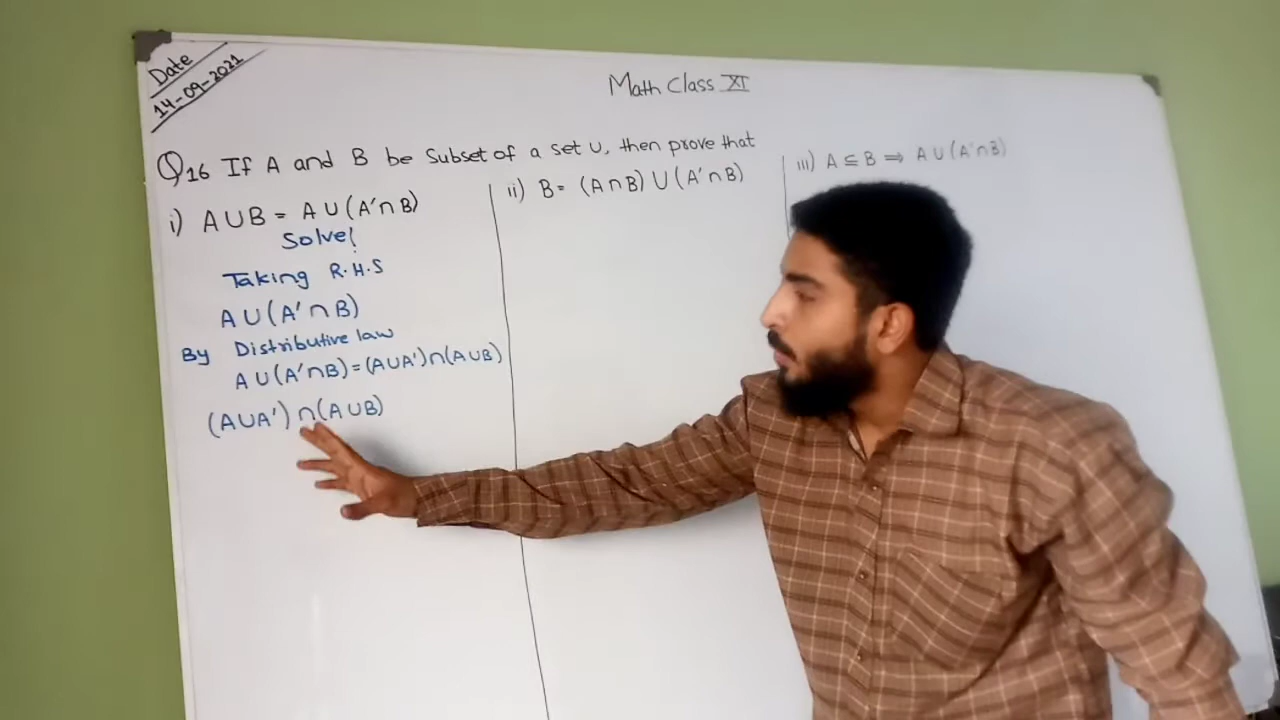 Date
14-09-2021
Math Class XI
Q16 If A and B be Subset of a set U, then prove that
i) A∪B = A∪(A'∩B)
Solve!
Taking R.H.S
A∪(A'∩B)
By Distributive law
A∪(A'∩B)=(A∪A')∩(A∪B)
(A∪A')∩(A∪B)
ii) B= (A∩B)∪(A'∩B)
iii) A⊆B ⇒ A∪(A'∩B)